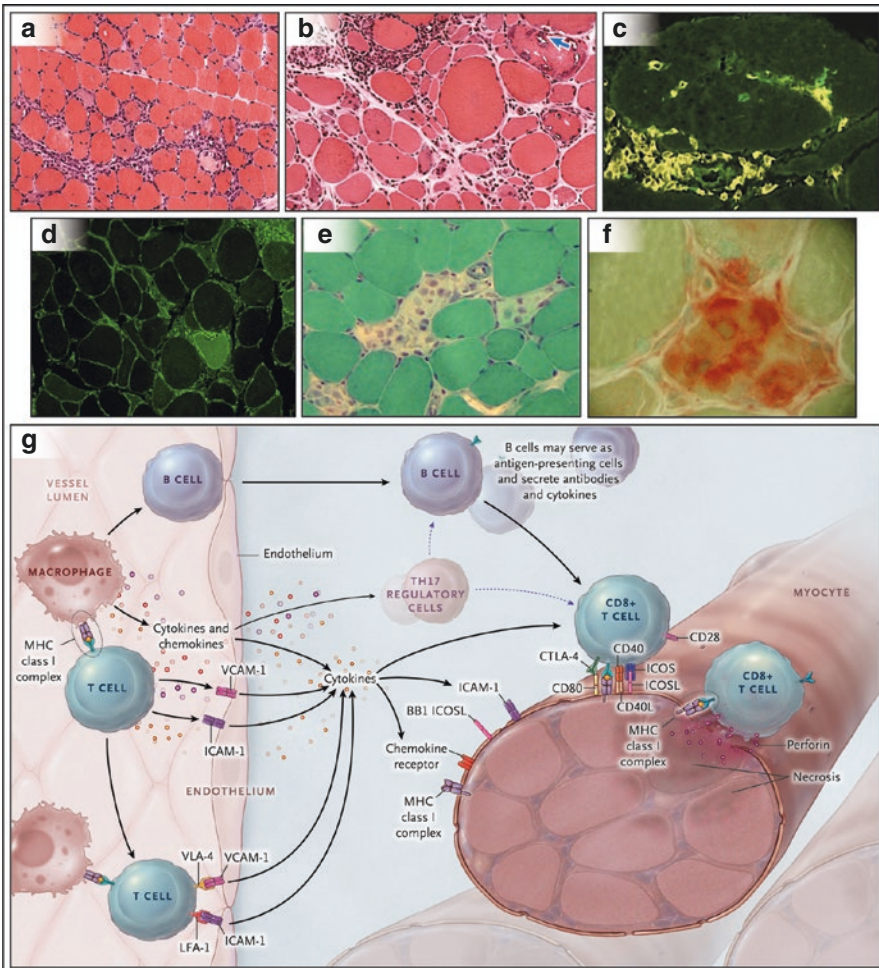 a
b
c
d
e
f
g
VESSEL
LUMEN
B CELL
MACROPHAGE
MHC
class I
complex
T CELL
Cytokines and
chemokines
VCAM-1
ICAM-1
Endothelium
ENDOTHELIUM
T CELL
VLA-4
VCAM-1
LFA-1
ICAM-1
B CELL
B cells may serve as
antigen-presenting cells
and secrete antibodies
and cytokines
TH17
REGULATORY
CELLS
Cytokines
ICAM-1
BB1 ICOSL
Chemokine
receptor
MHC
class I
complex
MYOCYTE
CD8+
T CELL
CD28
CTLA-4
CD40
ICOS
CD80
ICOSL
CD40L
CD8+
T CELL
MHC
class I
complex
Perforin
Necrosis